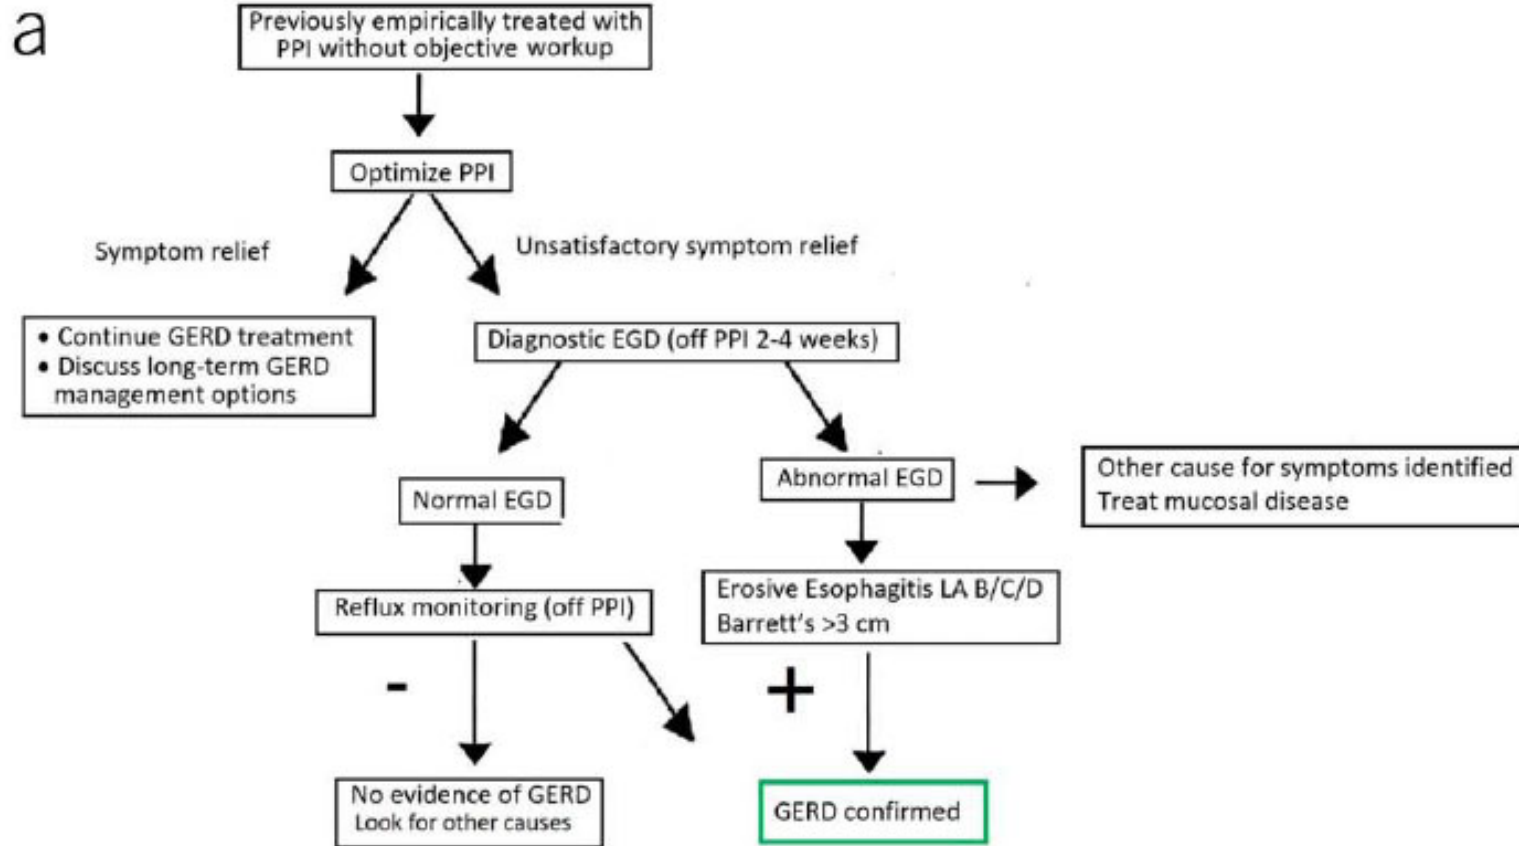 a
Previously empirically treated with
PPI without objective workup
Optimize PPI
Symptom relief
Unsatisfactory symptom relief
• Continue GERD treatment
• Discuss long-term GERD
management options
Diagnostic EGD (off PPI 2-4 weeks)
Normal EGD
Abnormal EGD
Other cause for symptoms identified
Treat mucosal disease
Reflux monitoring (off PPI)
Erosive Esophagitis LA B/C/D
Barrett's >3 cm
-
+
No evidence of GERD
Look for other causes
GERD confirmed